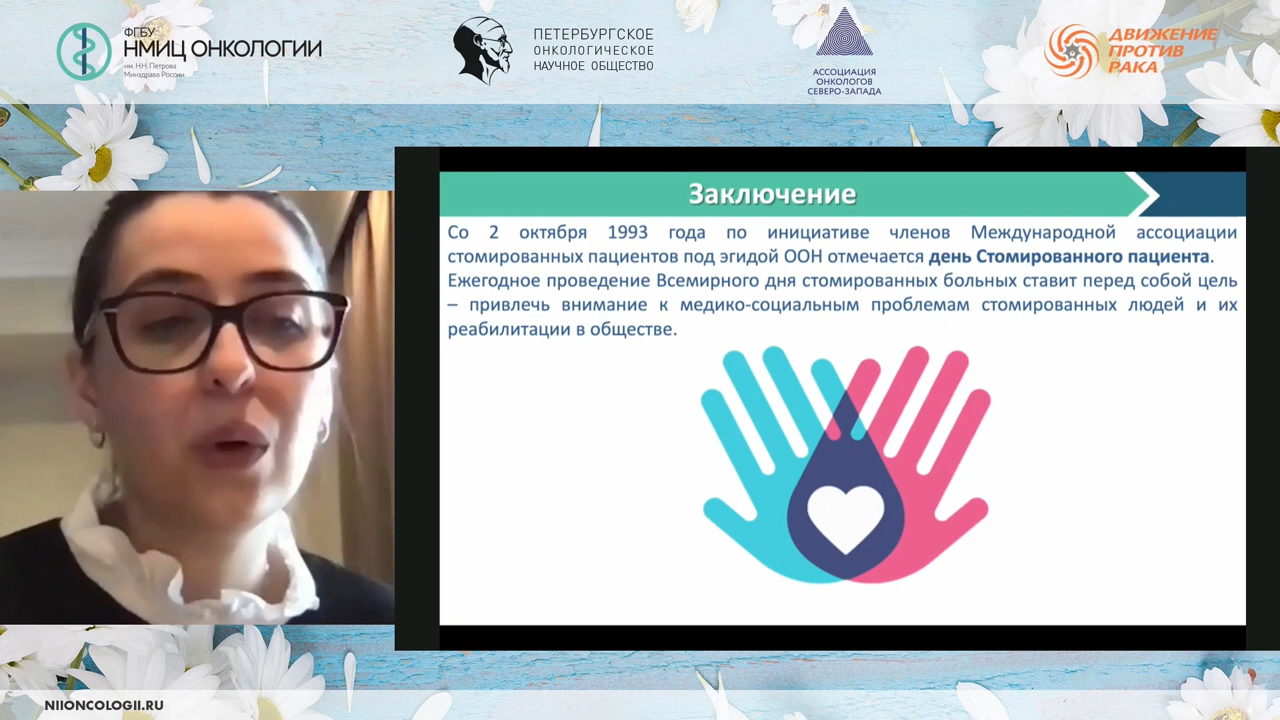 ФГБУ
НМИЦ ОНКОЛОГИИ
им. Н.Н. Петрова
Минздрава России
ПЕТЕРБУРГСКОЕ
ОНКОЛОГИЧЕСКОЕ
НАУЧНОЕ ОБЩЕСТВО
АССОЦИАЦИЯ
ОНКОЛОГОВ
СЕВЕРО-ЗАПАДА
ДВИЖЕНИЕ
ПРОТИВ
РАКА
Заключение
Со 2 октября 1993 года по инициативе членов Международной ассоциации
стомированных пациентов под эгидой ООН отмечается день Стомированного пациента.
Ежегодное проведение Всемирного дня стомированных больных ставит перед собой цель
– привлечь внимание к медико-социальным проблемам стомированных людей и их
реабилитации в обществе.
NIIONCOLOGII.RU